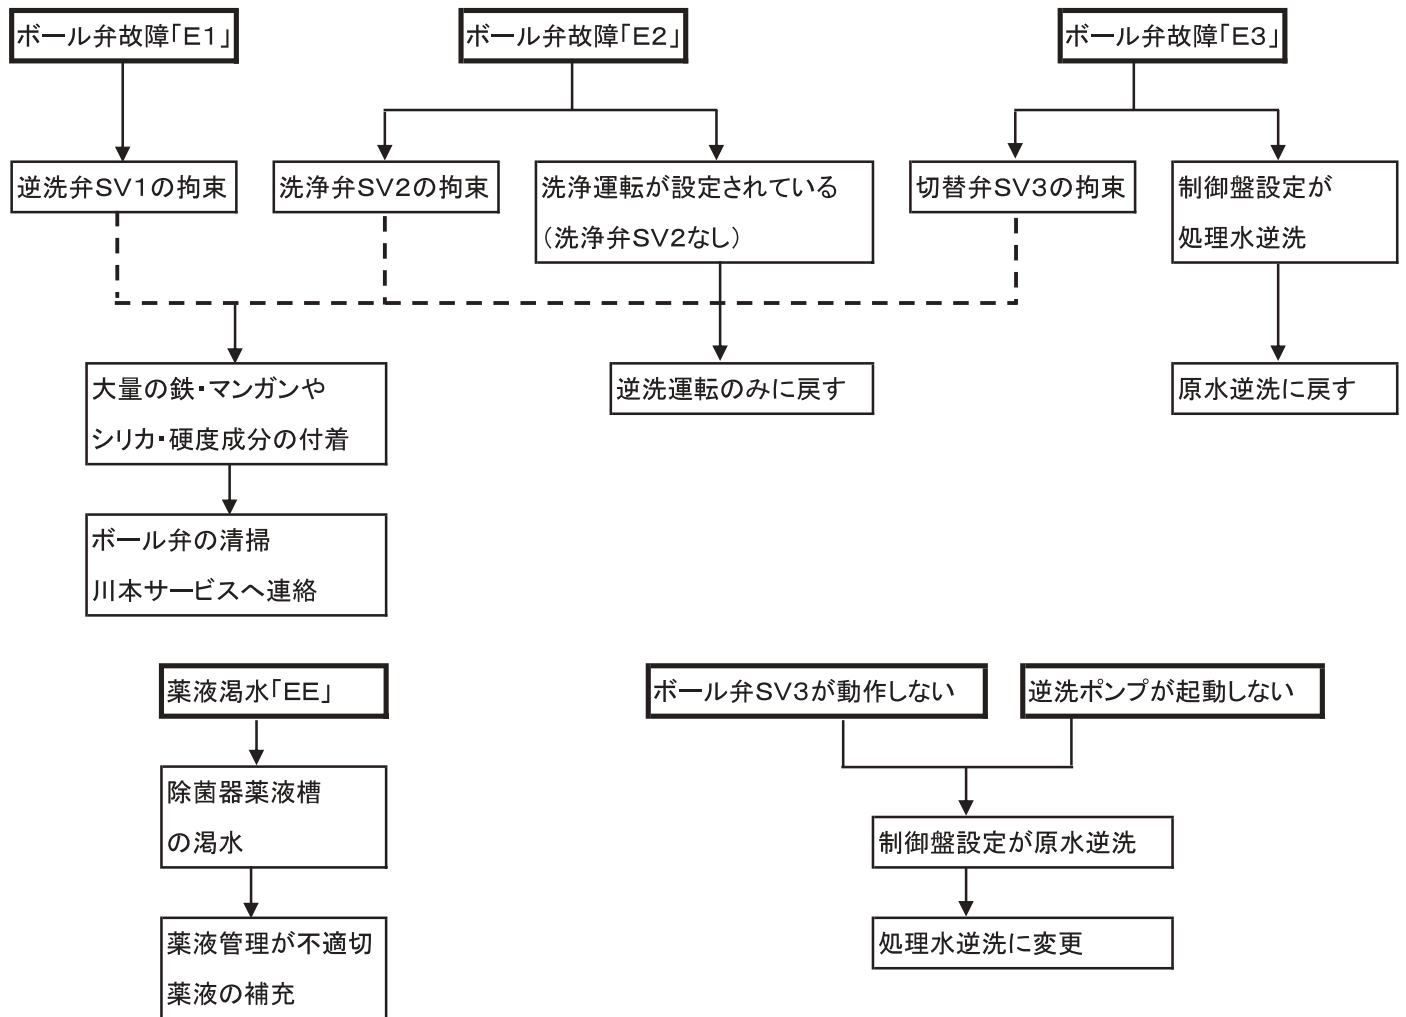 ボール弁故障「E1」
ボール弁故障「E2」
ボール弁故障「E3」
逆洗弁SV1の拘束
洗浄弁SV2の拘束
洗浄運転が設定されている
(洗浄弁SV2なし)
切替弁SV3の拘束
制御盤設定が
処理水逆洗
大量の鉄・マンガンや
シリカ・硬度成分の付着
逆洗運転のみに戻す
原水逆洗に戻す
ボール弁の清掃
川本サービスへ連絡
薬液渇水「EE」
ボール弁SV3が動作しない
逆洗ポンプが起動しない
除菌器薬液槽
の渇水
制御盤設定が原水逆洗
薬液管理が不適切
薬液の補充
処理水逆洗に変更